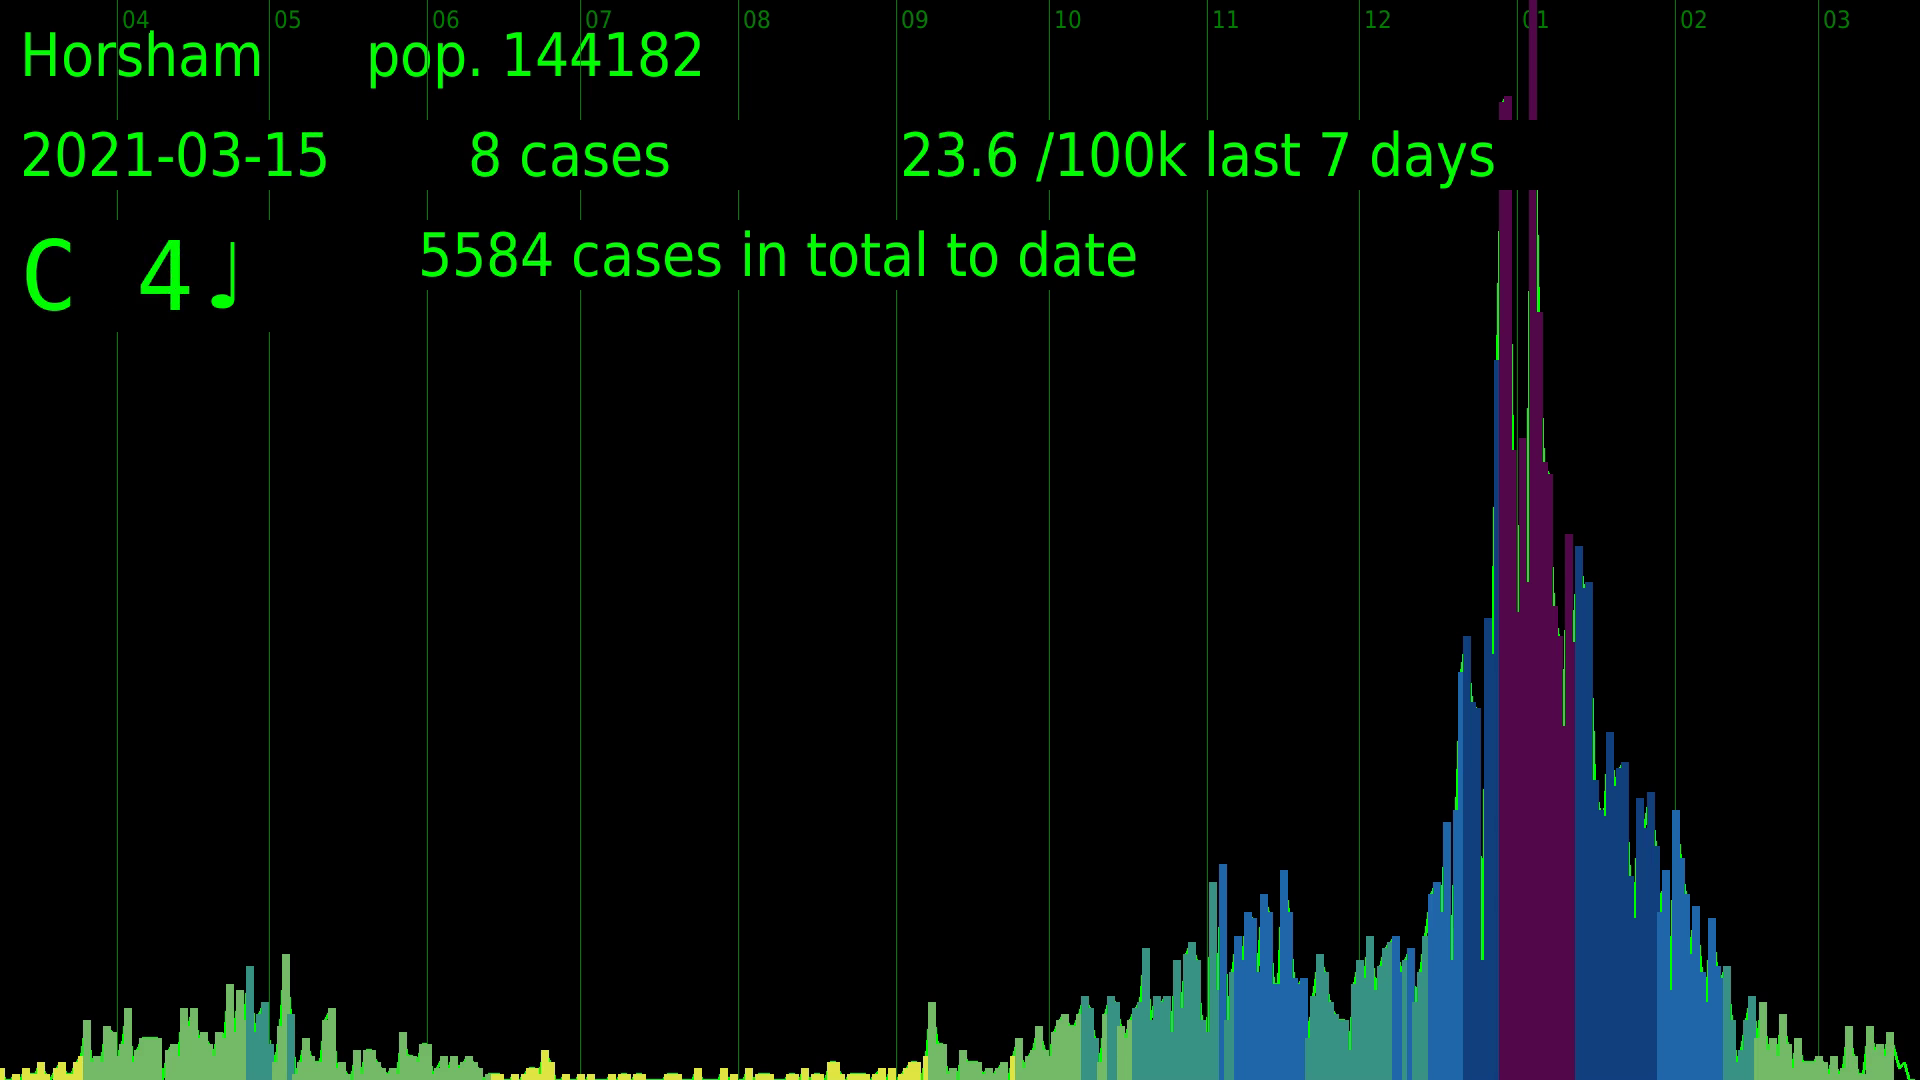 04 05 06 07 08 09 10 11 12 01 02 03
Horsham pop. 144182
2021-03-15 8 cases 23.6 /100k last 7 days
C 4♩ 5584 cases in total to date